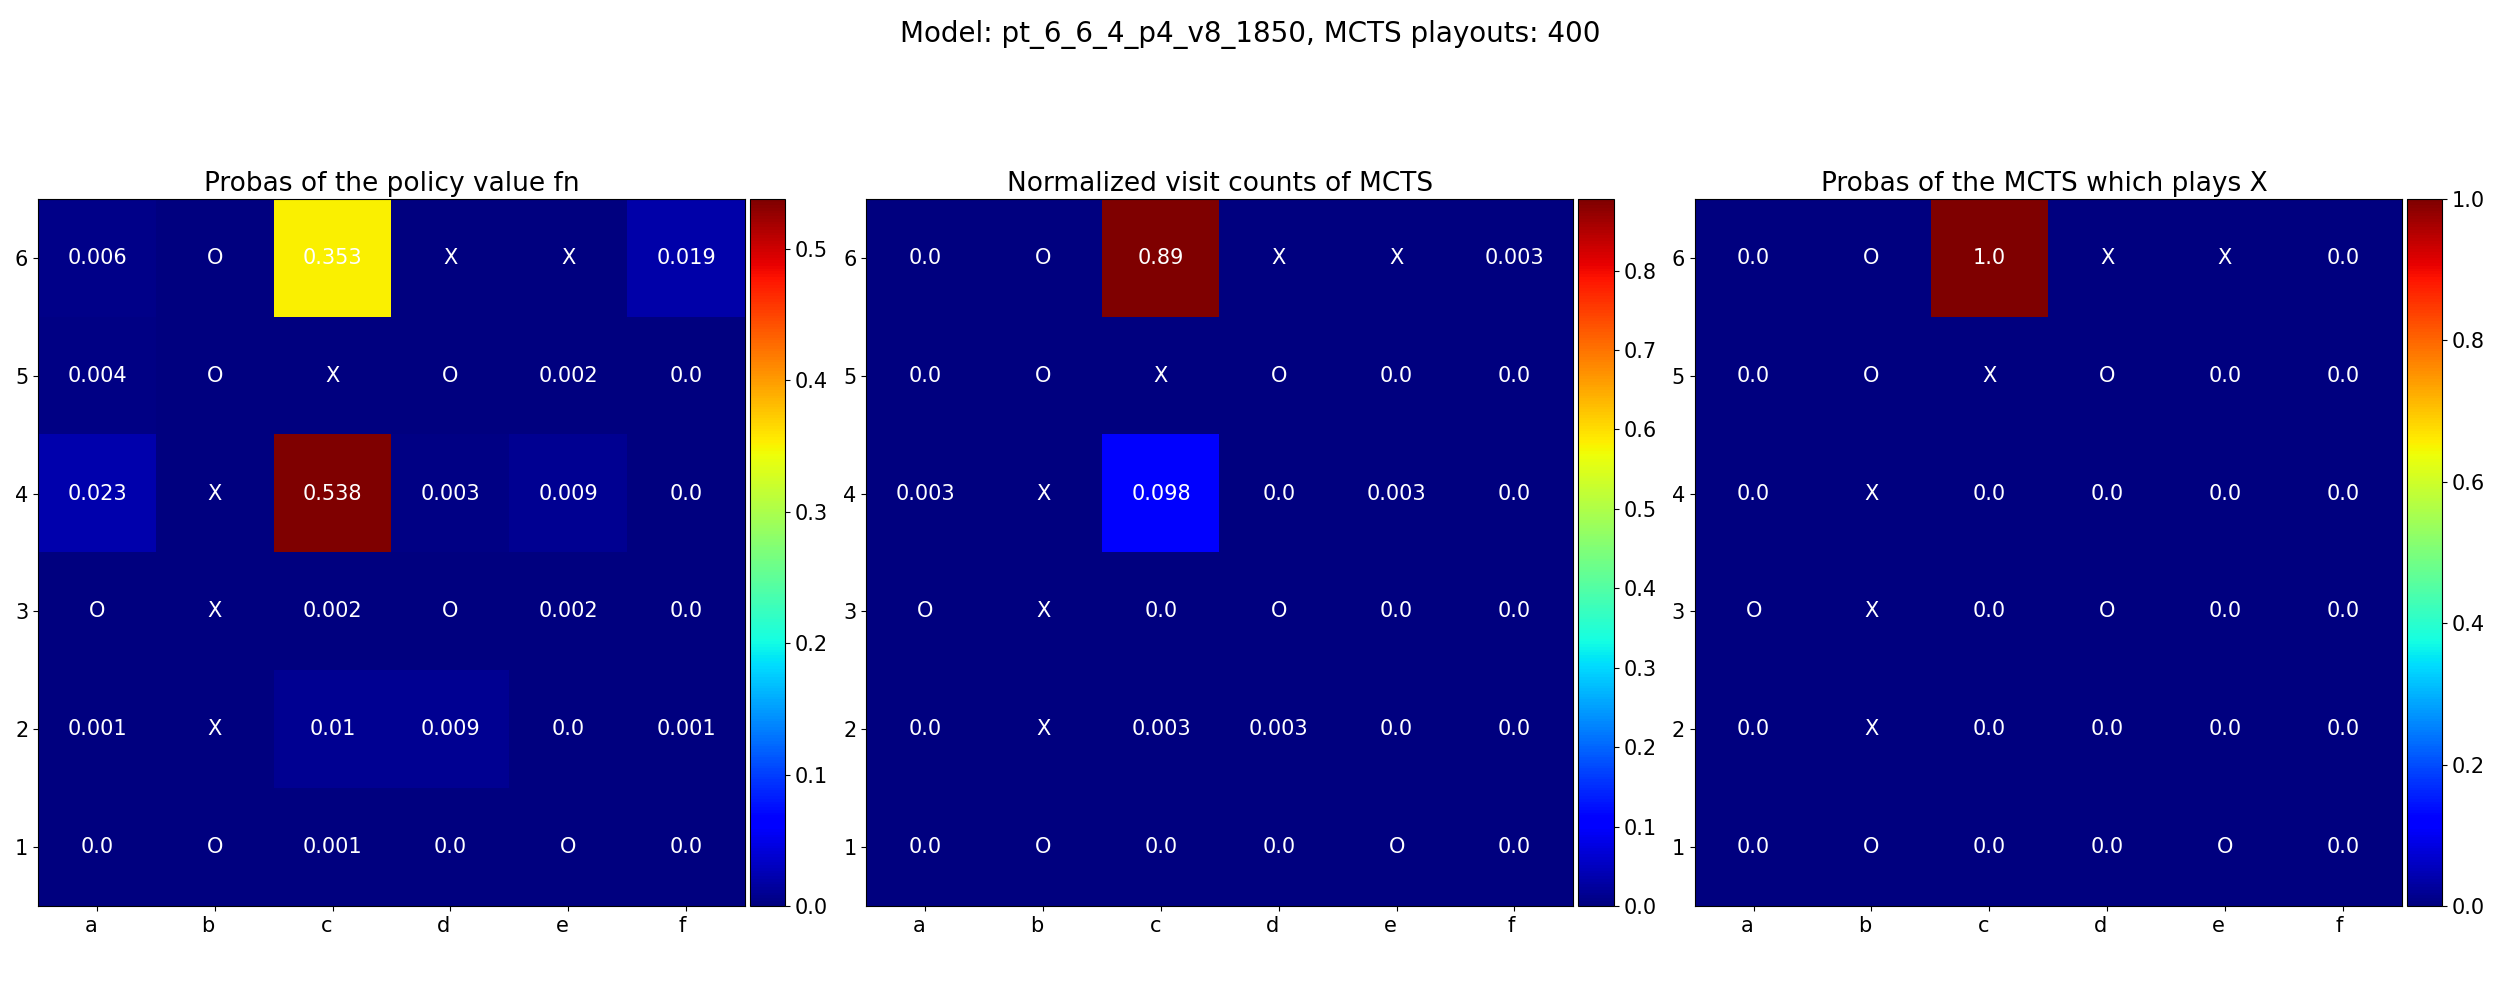 Model: pt_6_6_4_p4_v8_1850, MCTS playouts: 400
Probas of the policy value fn
6 0.006 O 0.353 X X 0.019
5 0.004 O X O 0.002 0.0
4 0.023 X 0.538 0.003 0.009 0.0
3 O X 0.002 O 0.002 0.0
2 0.001 X 0.01 0.009 0.0 0.001
1 0.0 O 0.001 0.0 O 0.0
a b c d e f
0.5
0.4
0.3
0.2
0.1
0.0
Normalized visit counts of MCTS
6 0.0 O 0.89 X X 0.003
5 0.0 O X O 0.0 0.0
4 0.003 X 0.098 0.0 0.003 0.0
3 O X 0.0 O 0.0 0.0
2 0.0 X 0.003 0.003 0.0 0.0
1 0.0 O 0.0 0.0 O 0.0
a b c d e f
0.8
0.7
0.6
0.5
0.4
0.3
0.2
0.1
0.0
Probas of the MCTS which plays X
6 0.0 O 1.0 X X 0.0
5 0.0 O X O 0.0 0.0
4 0.0 X 0.0 0.0 0.0 0.0
3 O X 0.0 O 0.0 0.0
2 0.0 X 0.0 0.0 0.0 0.0
1 0.0 O 0.0 0.0 O 0.0
a b c d e f
1.0
0.8
0.6
0.4
0.2
0.0